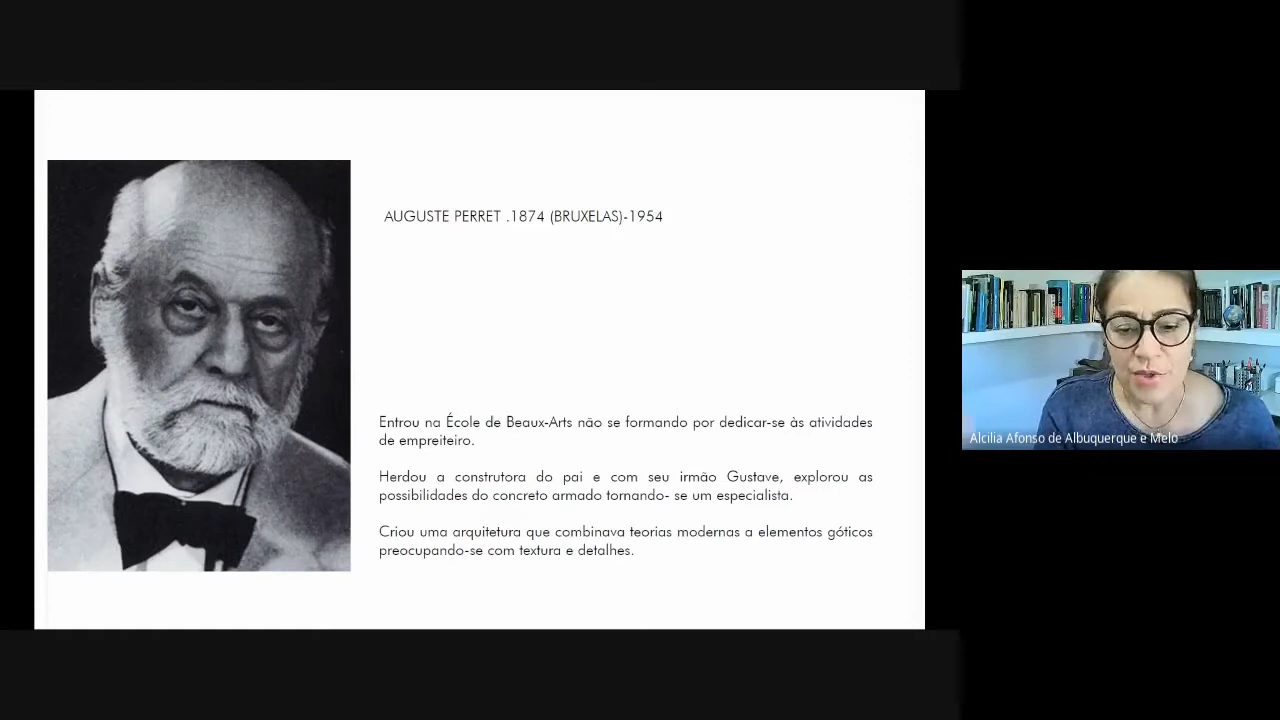 AUGUSTE PERRET .1874 (BRUXELAS)-1954
Entrou na École de Beaux-Arts não se formando por dedicar-se às atividades
de empreiteiro.
Herdou a construtora do pai e com seu irmão Gustave, explorou as
possibilidades do concreto armado tornando- se um especialista.
Criou uma arquitetura que combinava teorias modernas a elementos góticos
preocupando-se com textura e detalhes.
Alcilia Afonso de Albuquerque e Melo